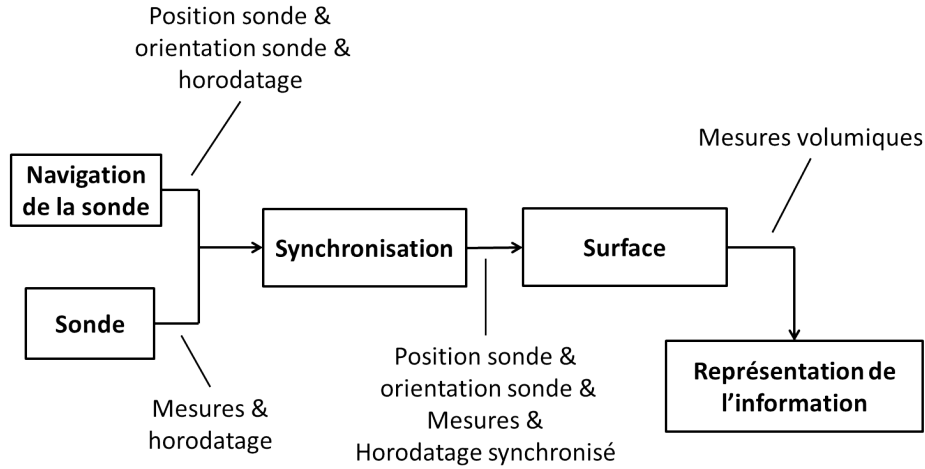 Position sonde &
orientation sonde &
horodatage
Mesures volumiques
Navigation
de la sonde
Synchronisation
Surface
Sonde
Position sonde &
orientation sonde &
Mesures &
Horodatage synchronisé
Représentation de
l'information
Mesures &
horodatage